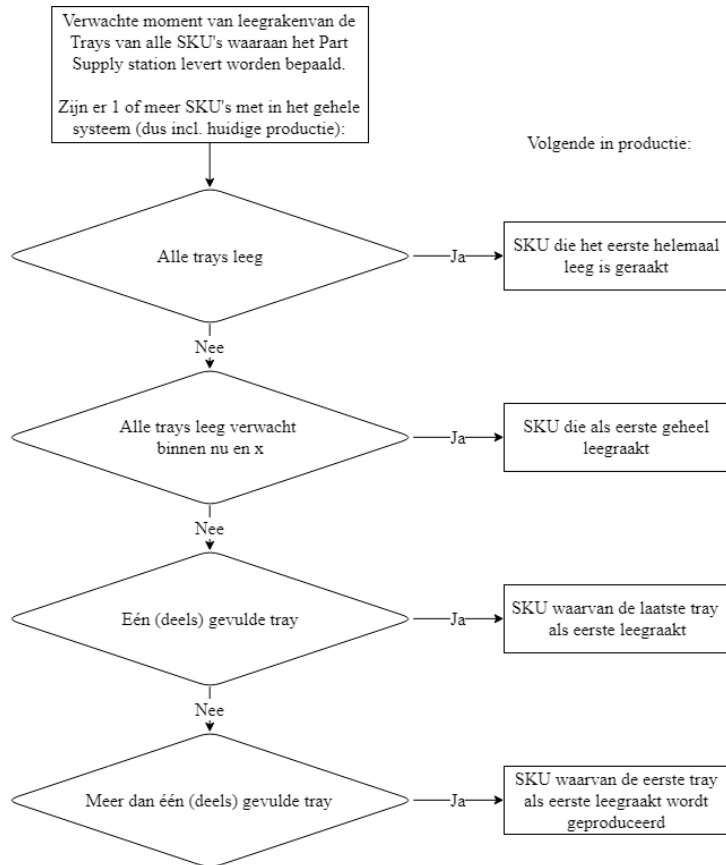 Verwachte moment van leegrakenvan de
Trays van alle SKU's waaraan het Part
Supply station levert worden bepaald.
Zijn er 1 of meer SKU's met in het gehele
systeem (dus incl. huidige productie):
Volgende in productie:
Alle trays leeg
Ja
SKU die het eerste helemaal
leeg is geraakt
Nee
Alle trays leeg verwacht
binnen nu en x
Ja
SKU die als eerste geheel
leegraakt
Nee
Eén (deels) gevulde tray
Ja
SKU waarvan de laatste tray
als eerste leegraakt
Nee
Meer dan één (deels) gevulde tray
Ja
SKU waarvan de eerste tray
als eerste leegraakt wordt
geproduceerd